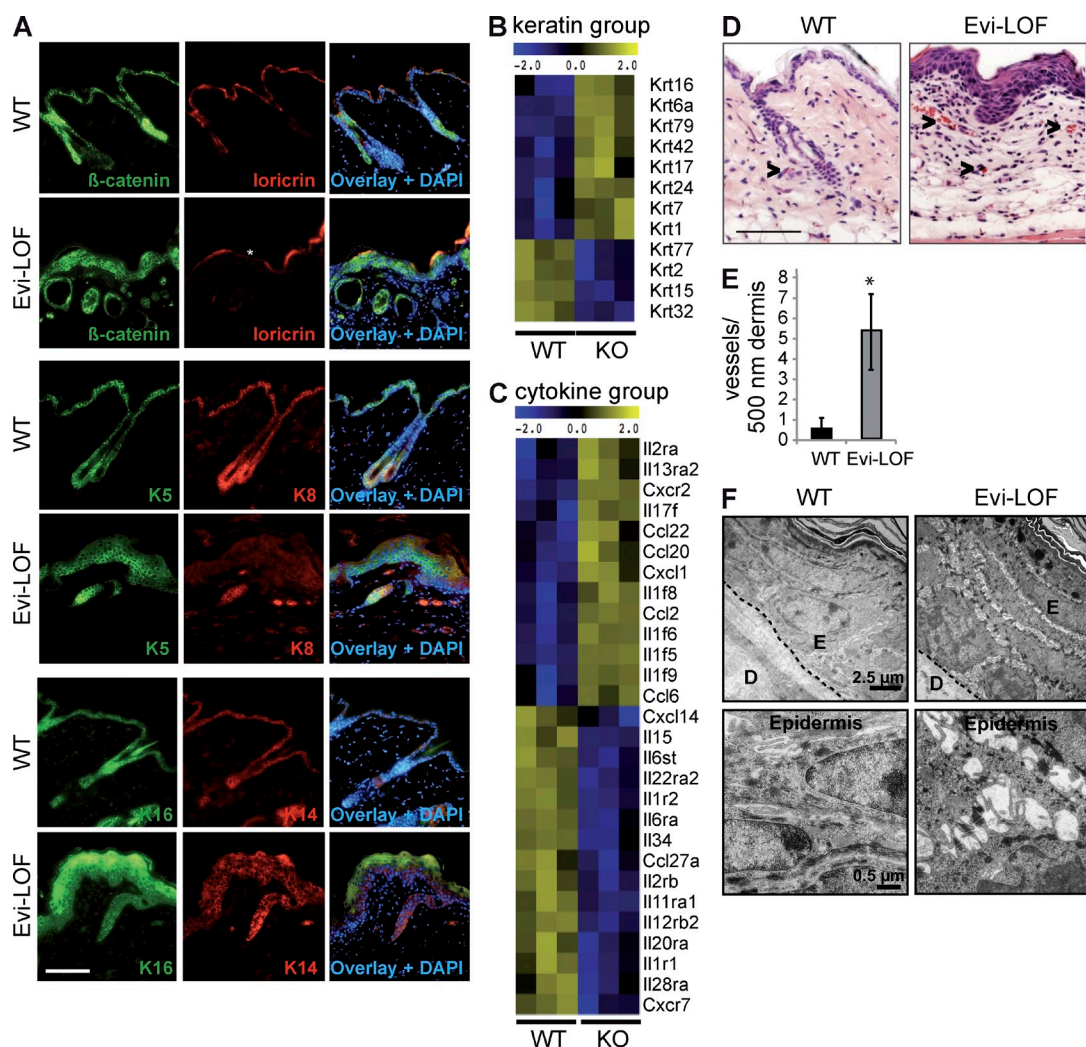 A
WT
ß-catenin
loricrin
Overlay + DAPI
Evi-LOF
*
ß-catenin
loricrin
Overlay + DAPI
WT
K5
K8
Overlay + DAPI
Evi-LOF
K5
K8
Overlay + DAPI
WT
K16
K14
Overlay + DAPI
Evi-LOF
K16
K14
Overlay + DAPI
B keratin group
-2.0 0.0 2.0
Krt16
Krt6a
Krt79
Krt42
Krt17
Krt24
Krt7
Krt1
Krt77
Krt2
Krt15
Krt32
WT KO
C cytokine group
-2.0 0.0 2.0
Il2ra
Il13ra2
Cxcr2
Il17f
Ccl22
Ccl20
Cxcl1
Il1f8
Ccl2
Il1f6
Il1f5
Il1f9
Ccl6
Cxcl14
Il15
Il6st
Il22ra2
Il1r2
Il6ra
Il34
Ccl27a
Il2rb
Il11ra1
Il12rb2
Il20ra
Il1r1
Il28ra
Cxcr7
WT KO
D WT Evi-LOF
E
vessels/
500 nm dermis
8
7
6
5
4
3
2
1
0
*
WT Evi-LOF
F WT Evi-LOF
E
D
2.5 µm
E
D
Epidermis
0.5 µm
Epidermis